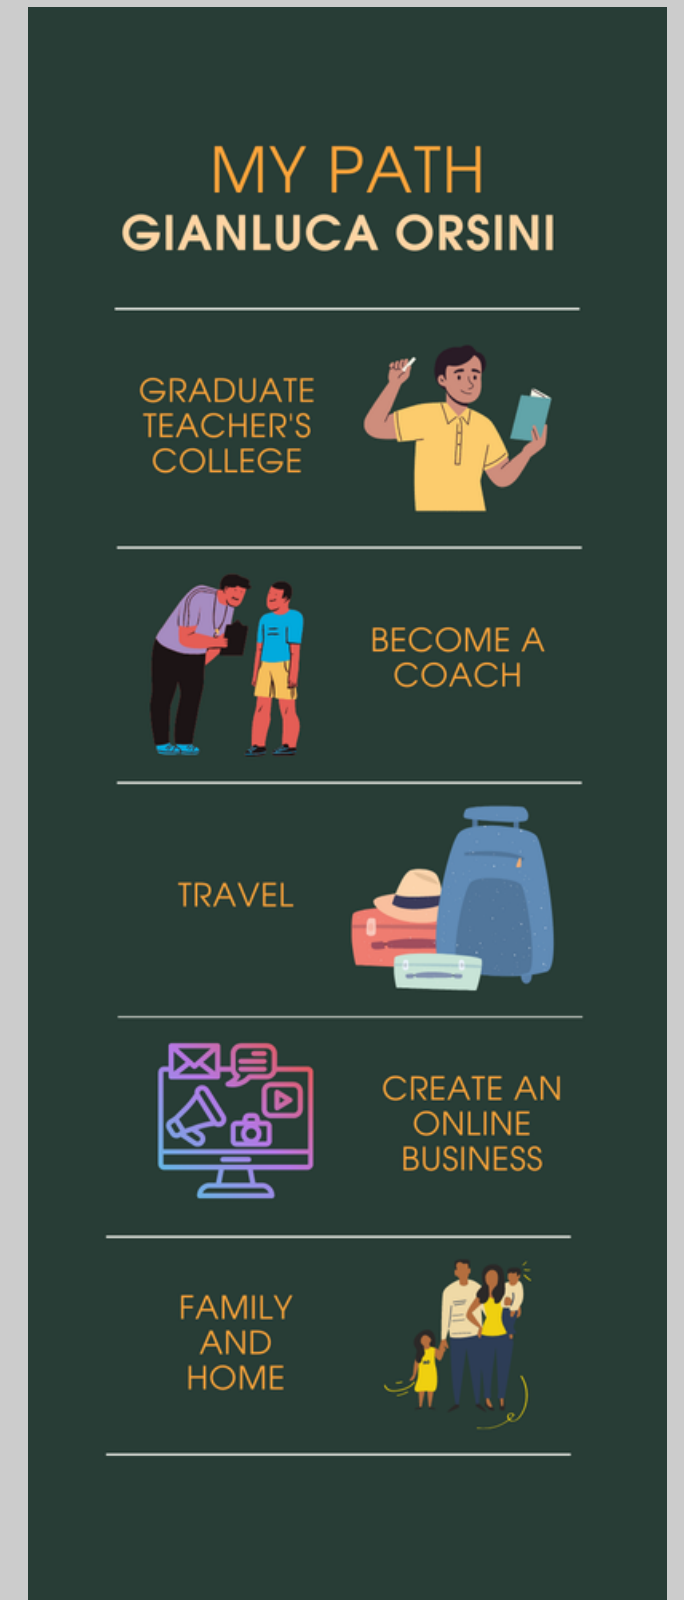 MY PATH
GIANLUCA ORSINI
GRADUATE
TEACHER'S
COLLEGE
BECOME A
COACH
TRAVEL
CREATE AN
ONLINE
BUSINESS
FAMILY
AND
HOME